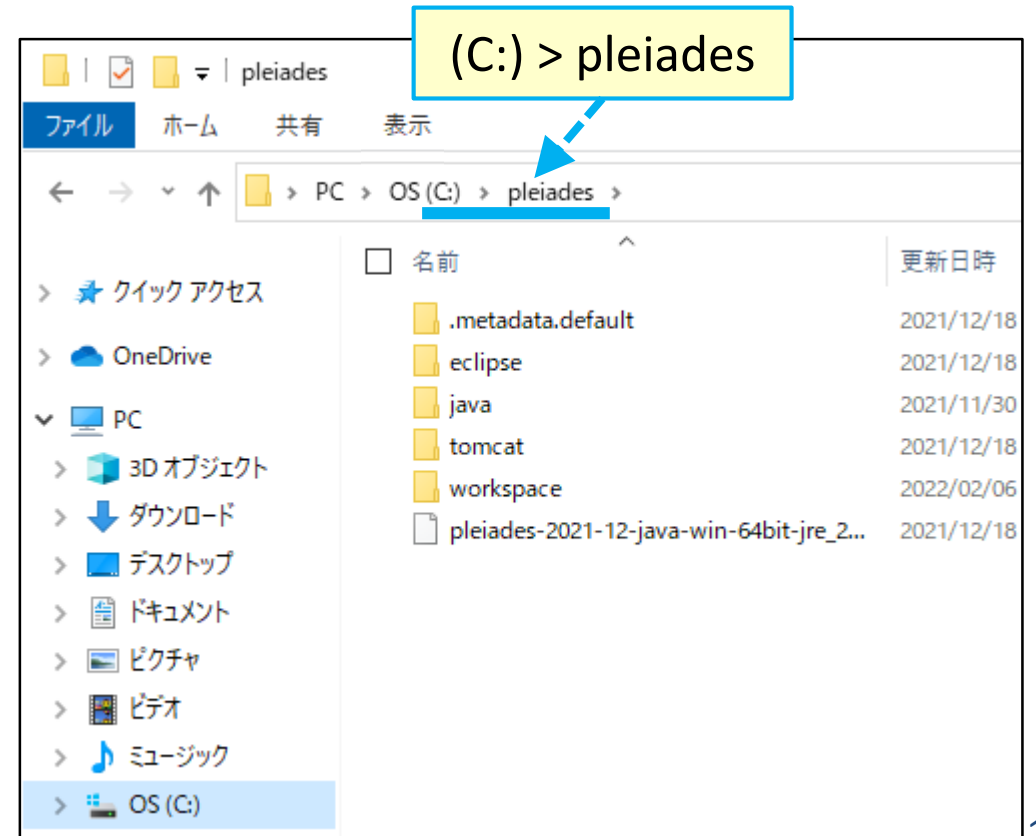 (C:) > pleiades
pleiades
ファイル ホーム 共有 表示
PC > OS (C:) > pleiades >
名前 更新日時
クイック アクセス
.metadata.default 2021/12/18
OneDrive
eclipse 2021/12/18
java 2021/11/30
PC
tomcat 2021/12/18
3D オブジェクト
workspace 2022/02/06
ダウンロード
pleiades-2021-12-java-win-64bit-jre_2... 2021/12/18
デスクトップ
ドキュメント
ピクチャ
ビデオ
ミュージック
OS (C:)